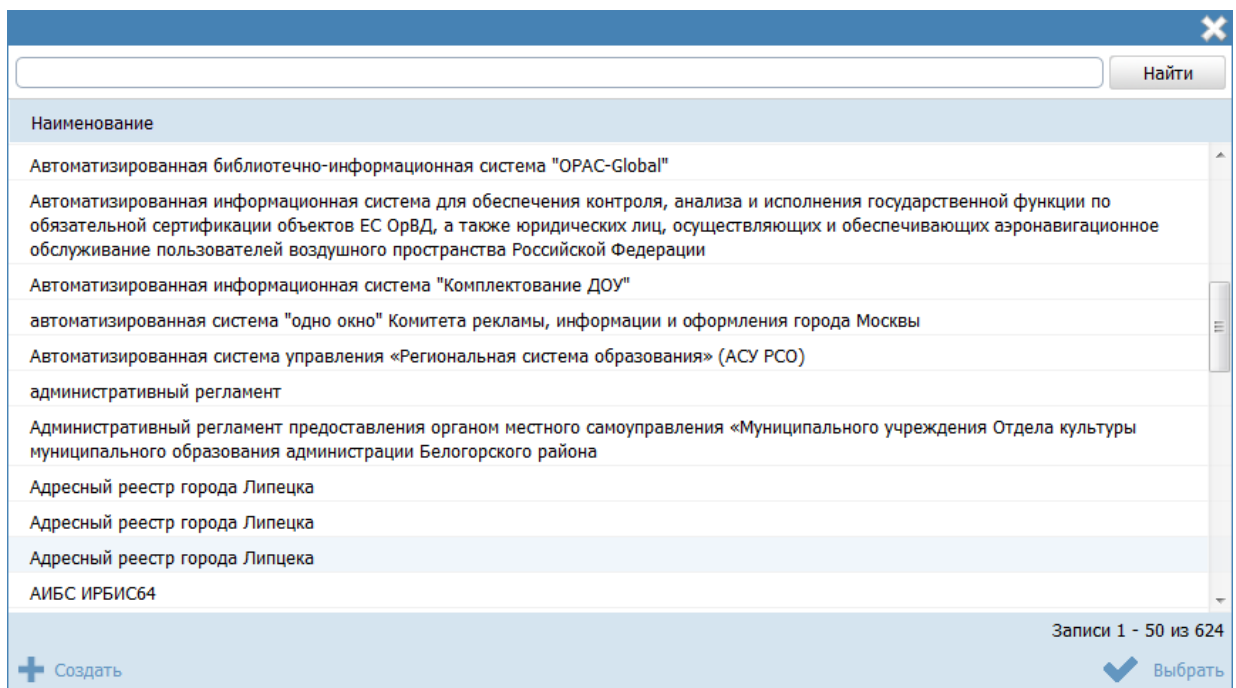 Найти
Наименование
Автоматизированная библиотечно-информационная система "OPAC-Global"
Автоматизированная информационная система для обеспечения контроля, анализа и исполнения государственной функции по
обязательной сертификации объектов ЕС ОрВД, а также юридических лиц, осуществляющих и обеспечивающих аэронавигационное
обслуживание пользователей воздушного пространства Российской Федерации
Автоматизированная информационная система "Комплектование ДОУ"
автоматизированная система "одно окно" Комитета рекламы, информации и оформления города Москвы
Автоматизированная система управления «Региональная система образования» (АСУ РСО)
административный регламент
Административный регламент предоставления органом местного самоуправления «Муниципального учреждения Отдела культуры
муниципального образования администрации Белогорского района
Адресный реестр города Липецка
Адресный реестр города Липецка
Адресный реестр города Липцека
АИБС ИРБИС64
Записи 1 - 50 из 624
Создать
Выбрать